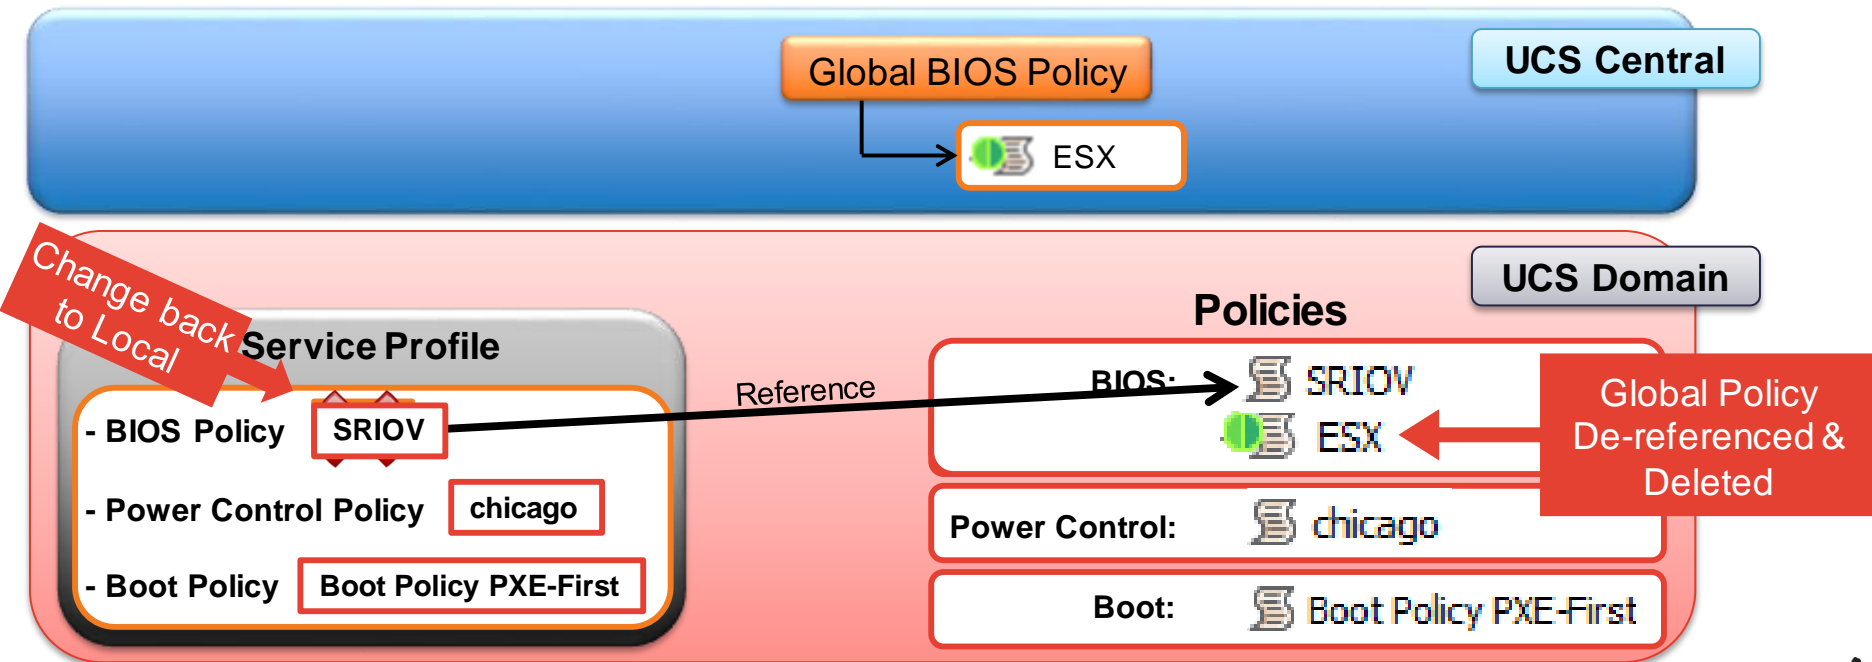 Global BIOS Policy
UCS Central
ESX
Change back
to Local
UCS Domain
Policies
Service Profile
- BIOS Policy SRIOV
Reference
BIOS: SRIOV
ESX
Global Policy
De-referenced &
Deleted
- Power Control Policy chicago
Power Control: chicago
- Boot Policy Boot Policy PXE-First
Boot: Boot Policy PXE-First